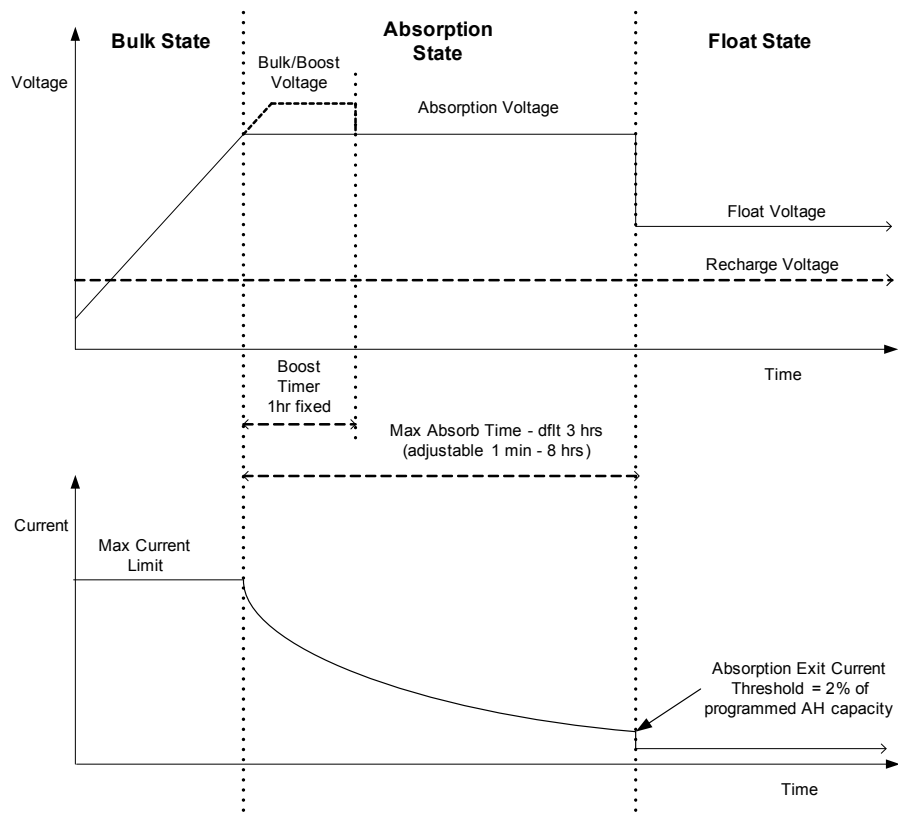 Bulk State
Absorption
State
Float State
Voltage
Bulk/Boost
Voltage
Absorption Voltage
Float Voltage
Recharge Voltage
Time
Boost
Timer
1hr fixed
Max Absorb Time - dflt 3 hrs
(adjustable 1 min - 8 hrs)
Current
Max Current
Limit
Absorption Exit Current
Threshold = 2% of
programmed AH capacity
Time